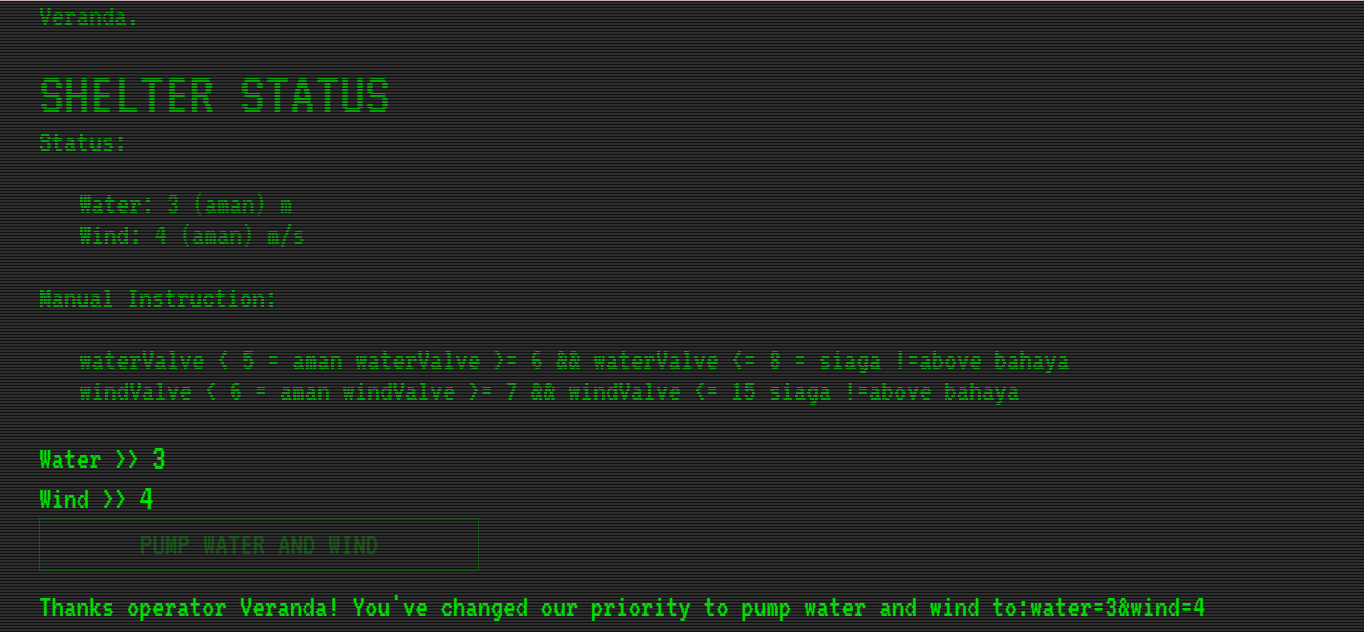 Veranda.
SHELTER STATUS
Status:
Water: 3 (aman) m
Wind: 4 (aman) m/s
Manual Instruction:
waterValve < 5 = aman waterValve >= 6 && waterValve <= 8 = siaga !=above bahaya
windValve < 6 = aman windValve >= 7 && windValve <= 15 siaga !=above bahaya
Water >> 3
Wind >> 4
PUMP WATER AND WIND
Thanks operator Veranda! You've changed our priority to pump water and wind to:water=3&wind=4